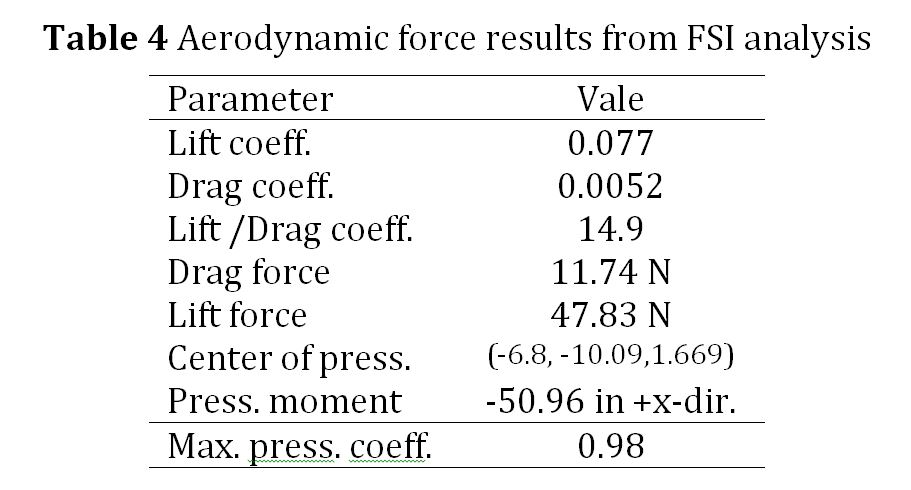 Table 4 Aerodynamic force results from FSI analysis
Parameter Vale
Lift coeff. 0.077
Drag coeff. 0.0052
Lift /Drag coeff. 14.9
Drag force 11.74 N
Lift force 47.83 N
Center of press. (-6.8, -10.09,1.669)
Press. moment -50.96 in +x-dir.
Max. press. coeff. 0.98